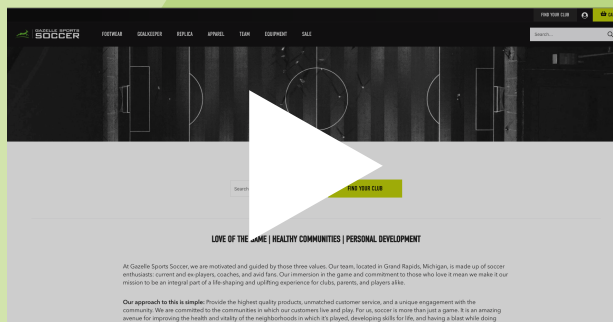 FIND YOUR CLUB
GAZELLE SPORTS
SOCCER
FOOTWEAR GOALKEEPER REPLICA APPAREL TEAM EQUIPMENT SALE
Search...
Search
FIND YOUR CLUB
LOVE OF THE GAME | HEALTHY COMMUNITIES | PERSONAL DEVELOPMENT
At Gazelle Sports Soccer, we are motivated and guided by those three values. Our team, located in Grand Rapids, Michigan, is made up of soccer
enthusiasts: current and ex-players, coaches, and avid fans. Our immersion in the game and commitment to those who love it mean we make it our
mission to be an integral part of a life-shaping and uplifting experience for clubs, parents, and players alike.
Our approach to this is simple: Provide the highest quality products, unmatched customer service, and a unique engagement with the
community. We are committed to the communities in which our customers live and play. For us, soccer is more than just a game. It is an amazing
avenue for improving the health and vitality of the neighborhoods in which it's played, developing skills for life, and having a blast while doing